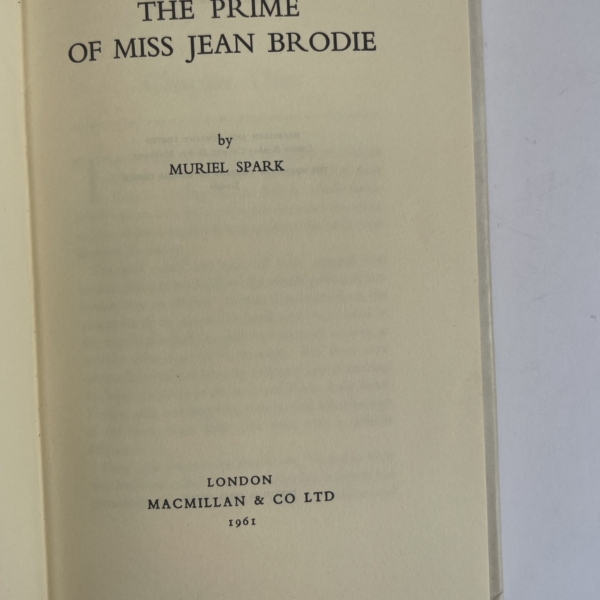 THE PRIME
OF MISS JEAN BRODIE
by
MURIEL SPARK
LONDON
MACMILLAN & CO LTD
1961